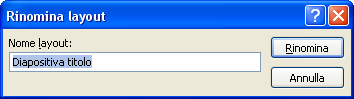 Rinomina layout
Nome layout:
Diapositiva titolo
Rinomina
Annulla